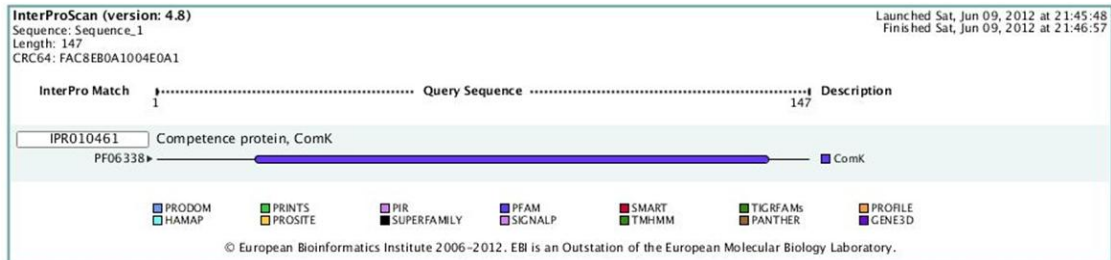 InterProScan (version: 4.8)
Launched Sat, Jun 09, 2012 at 21:45:48
Sequence: Sequence_1
Finished Sat, Jun 09, 2012 at 21:46:57
Length: 147
CRC64: FAC8EB0A1004E0A1
InterPro Match Query Sequence Description
1 147
IPR010461 Competence protein, ComK
PF06338 ComK
PRODOM PRINTS PIR PFAM SMART TIGRFAMs PROFILE
HAMAP PROSITE SUPERFAMILY SIGNALP TMHMM PANTHER GENE3D
© European Bioinformatics Institute 2006-2012. EBI is an Outstation of the European Molecular Biology Laboratory.